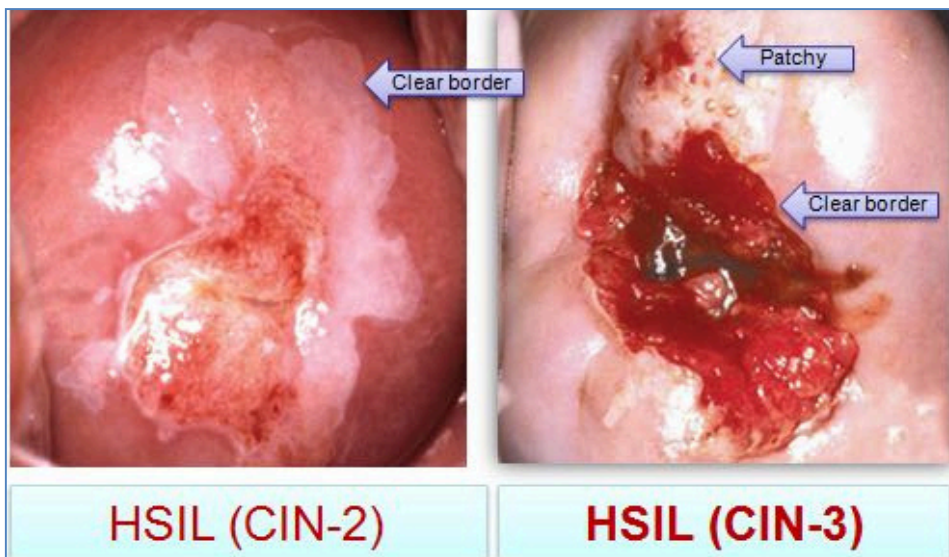 Clear border
Patchy
Clear border
HSIL (CIN-2)
HSIL (CIN-3)